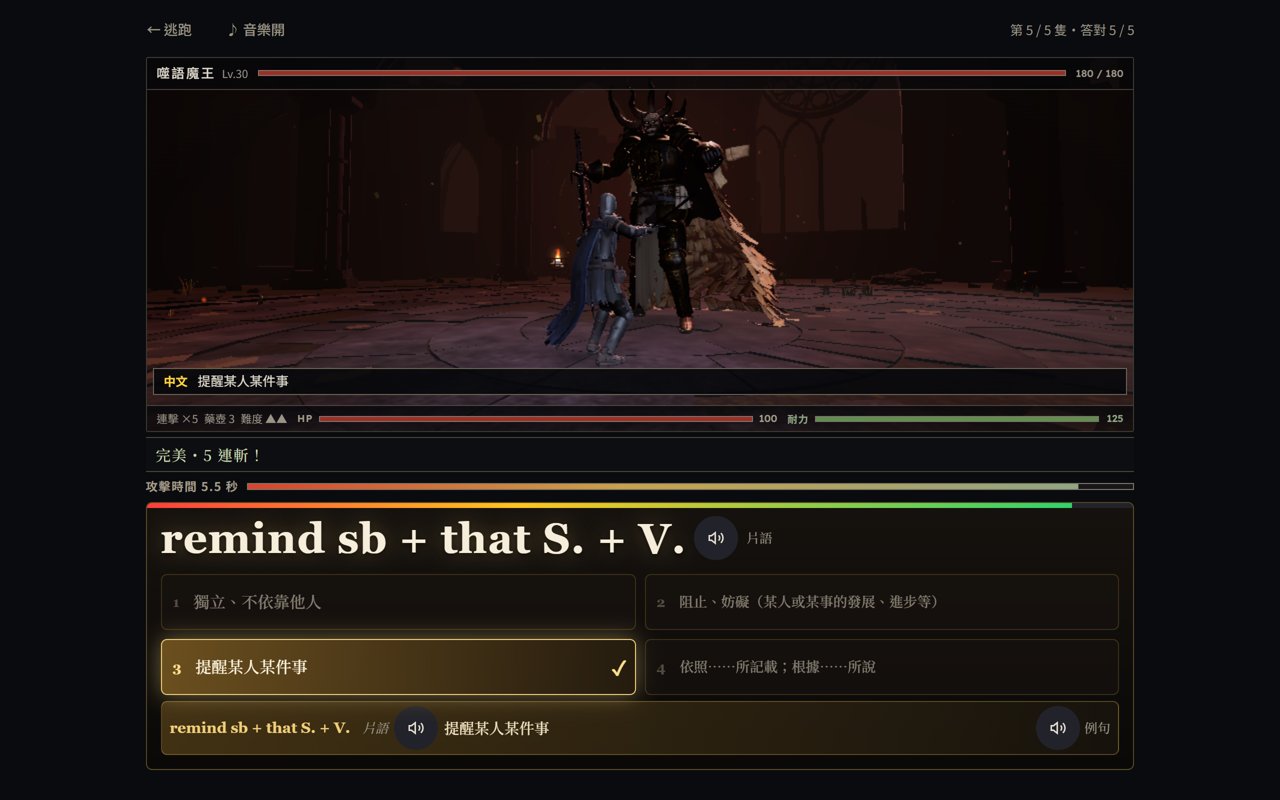 ← 逃跑 ♪ 音樂開 第 5 / 5 隻・答對 5 / 5
噬語魔王 Lv.30 180 / 180
中文 提醒某人某件事
連擊 ×5 藥壺 3 難度 ▲▲ HP 100 耐力 125
完美・5 連斬！
攻擊時間 5.5 秒
remind sb + that S. + V. 片語
1 獨立、不依靠他人
2 阻止、妨礙（某人或某事的發展、進步等）
3 提醒某人某件事 ✓
4 依照……所記載；根據……所說
remind sb + that S. + V. 片語 提醒某人某件事 例句